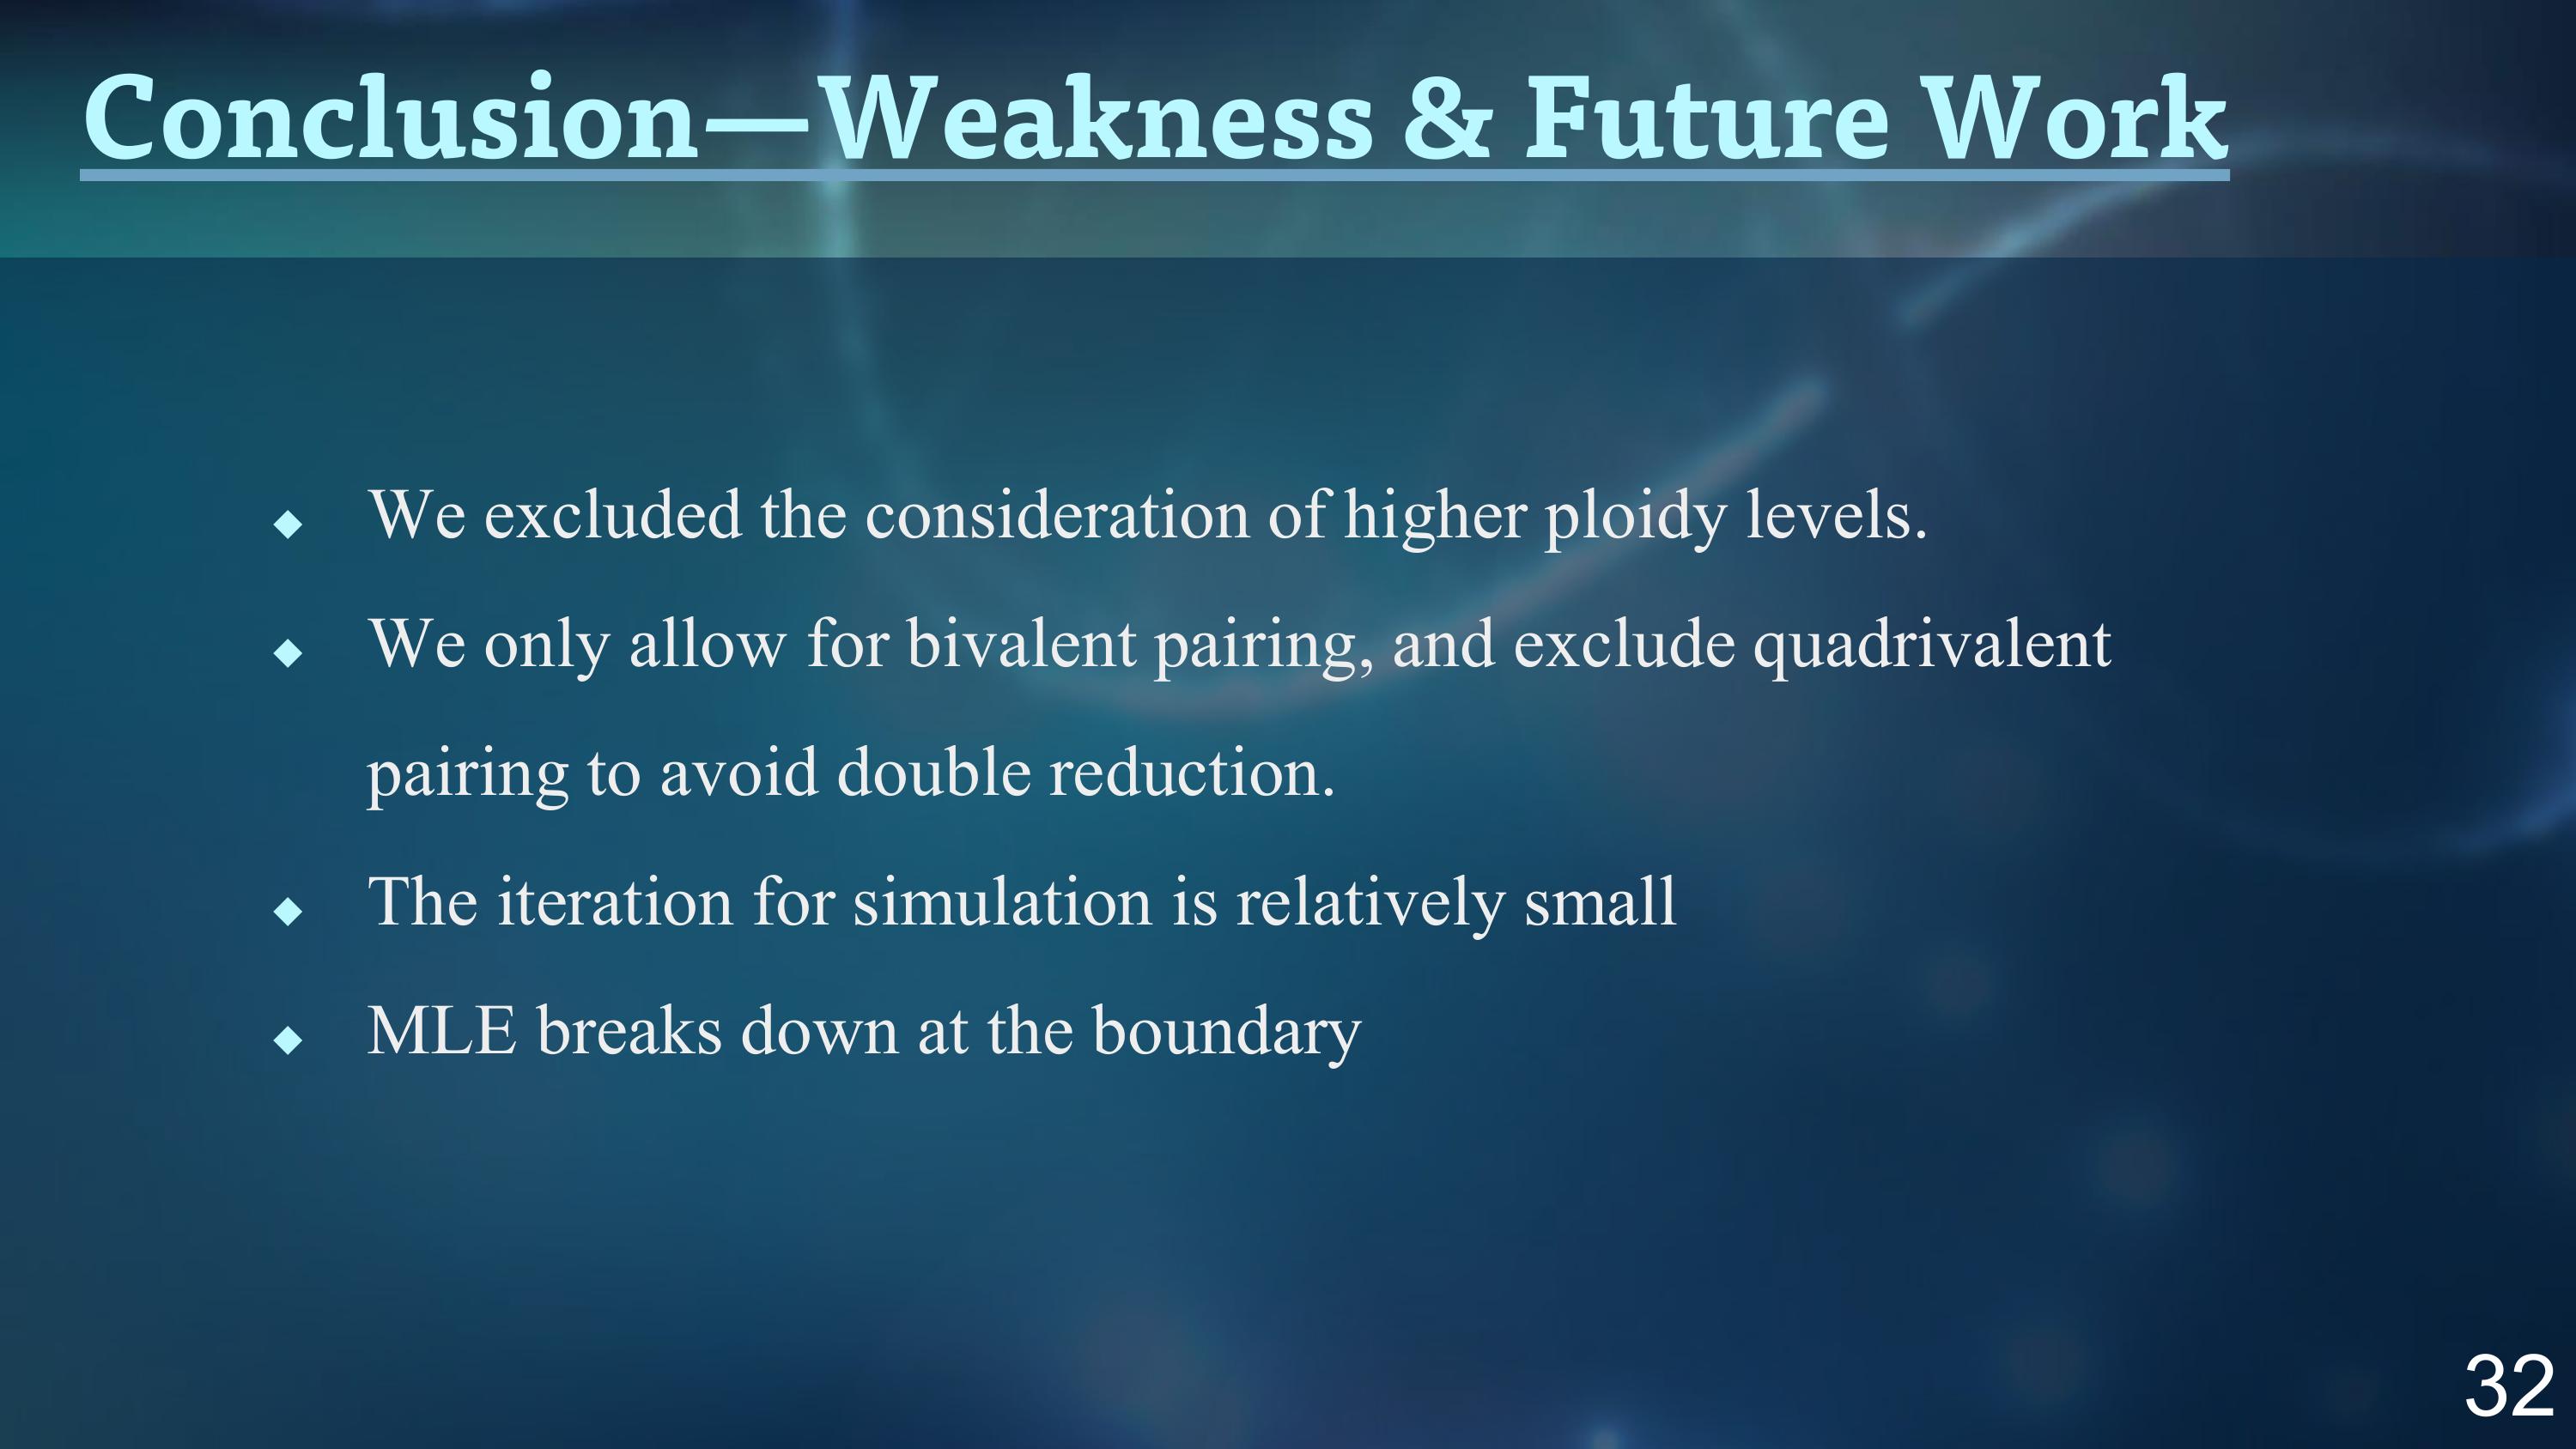 Conclusion—Weakness & Future Work
◆ We excluded the consideration of higher ploidy levels.
◆ We only allow for bivalent pairing, and exclude quadrivalent
pairing to avoid double reduction.
◆ The iteration for simulation is relatively small
◆ MLE breaks down at the boundary
32